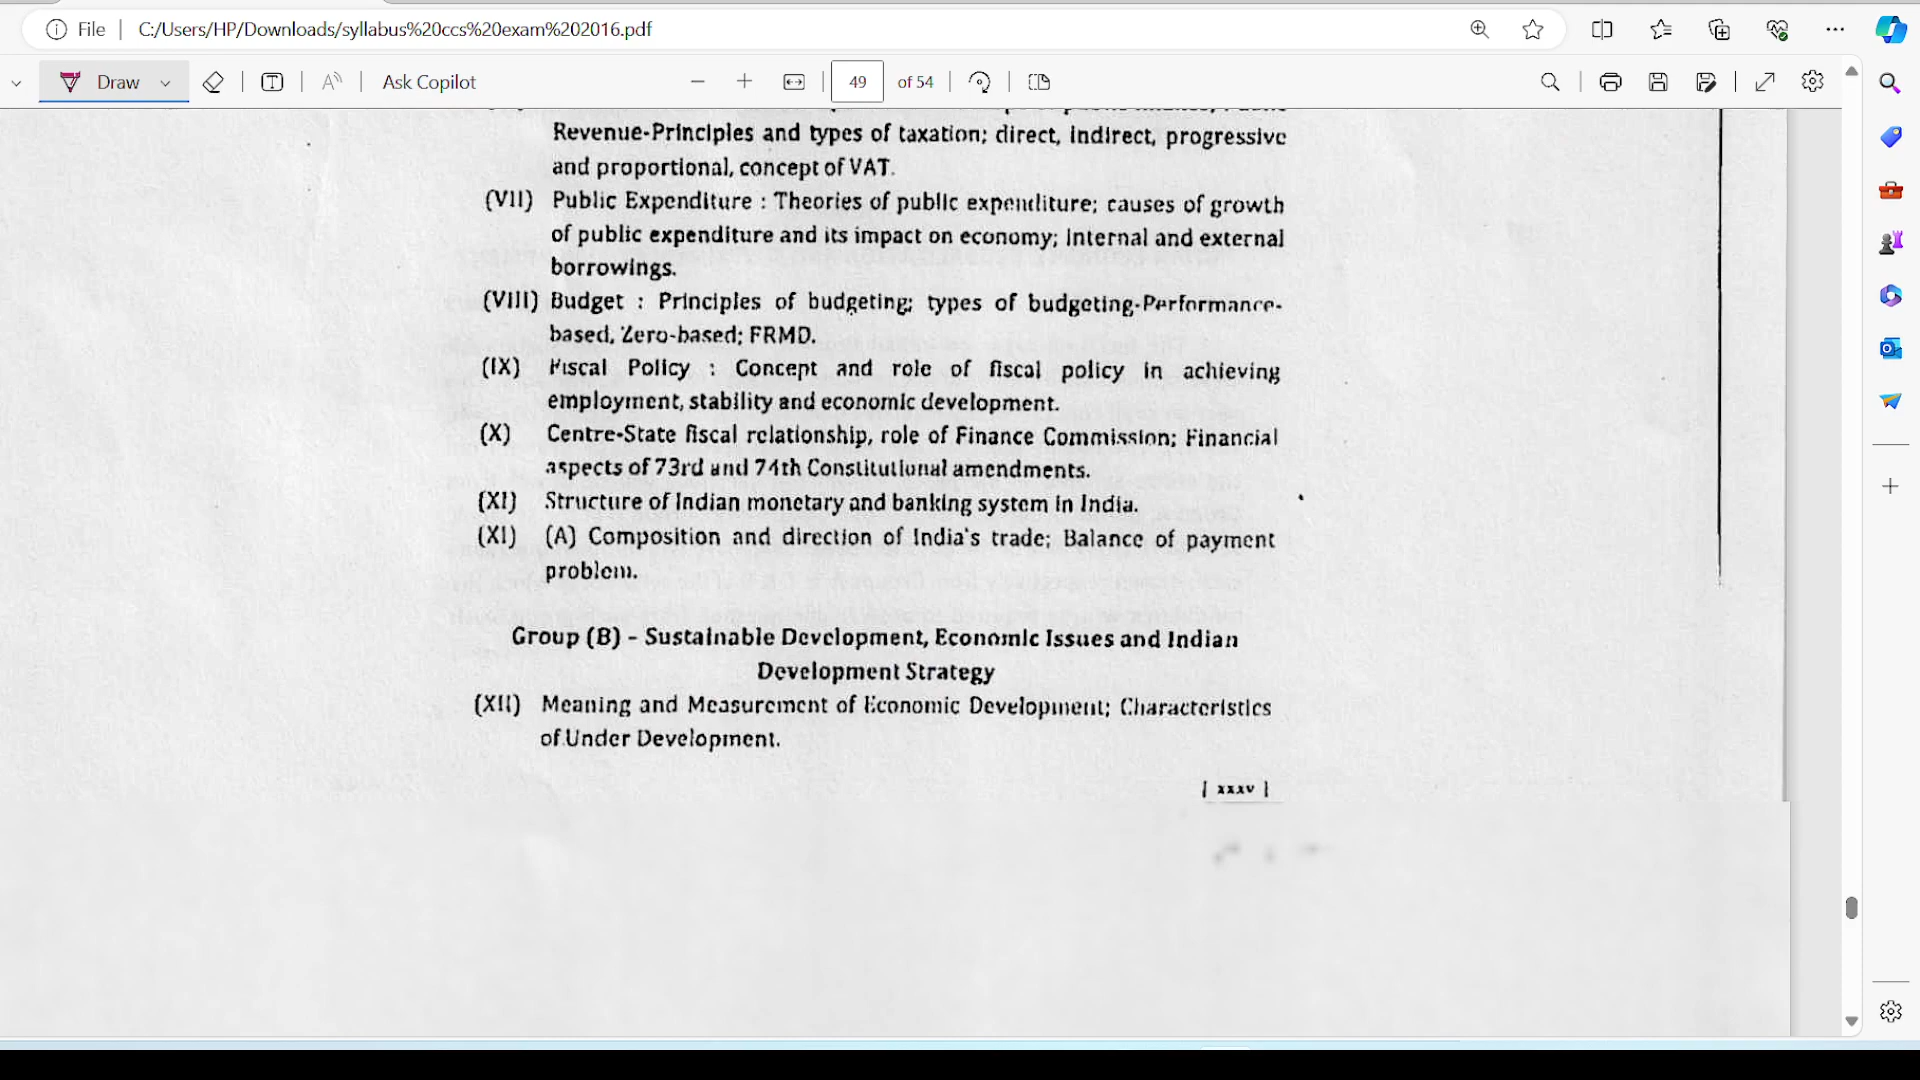 File
C:/Users/HP/Downloads/syllabus%20ccs%20exam%202016.pdf
Draw
Ask Copilot
49 of 54
Revenue-Principles and types of taxation; direct, indirect, progressive
and proportional, concept of VAT.
(VII) Public Expenditure : Theories of public expenditure; causes of growth
of public expenditure and its impact on economy; Internal and external
borrowings.
(VIII) Budget : Principles of budgeting; types of budgeting-Performance-
based, Zero-based; FRMD.
(IX) Fiscal Policy : Concept and role of fiscal policy in achieving
employment, stability and economic development.
(X) Centre-State fiscal relationship, role of Finance Commission; Financial
aspects of 73rd and 74th Constitutional amendments.
(XI) Structure of Indian monetary and banking system in India.
(XI) (A) Composition and direction of India's trade; Balance of payment
problem.
Group (B) - Sustainable Development, Economic Issues and Indian
Development Strategy
(XII) Meaning and Measurement of Economic Development; Characteristics
of Under Development.
[ xxxv ]